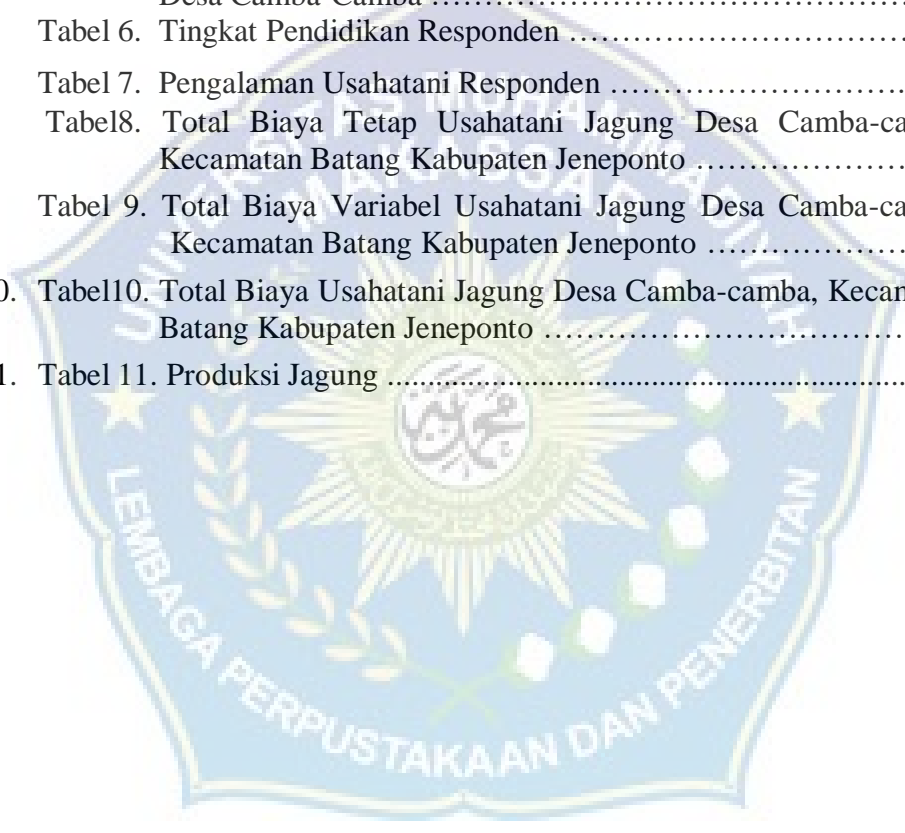 Desa Camba-Camba ……………………………………………
Tabel 6. Tingkat Pendidikan Responden ……………………………
Tabel 7. Pengalaman Usahatani Responden …………………………
Tabel8. Total Biaya Tetap Usahatani Jagung Desa Camba-ca
Kecamatan Batang Kabupaten Jeneponto …………………
Tabel 9. Total Biaya Variabel Usahatani Jagung Desa Camba-ca
Kecamatan Batang Kabupaten Jeneponto …………………
0. Tabel10. Total Biaya Usahatani Jagung Desa Camba-camba, Kecam
Batang Kabupaten Jeneponto ………………………………
1. Tabel 11. Produksi Jagung ..........................................................................
UNIVERSITAS MUHAMMADIYAH
MAKASSAR
LEMBAGA PERPUSTAKAAN DAN PENERBITAN